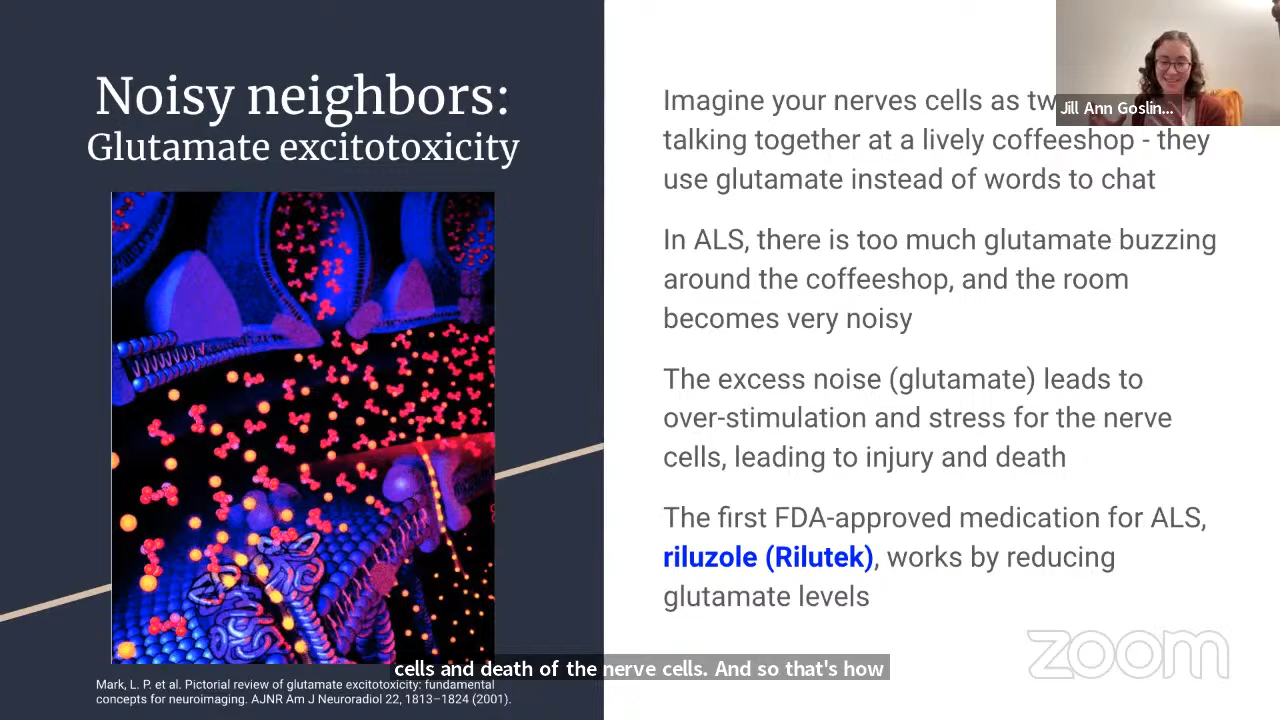 Noisy neighbors:
Glutamate excitotoxicity
Mark, L. P. et al. Pictorial review of glutamate excitotoxicity: fundamental
concepts for neuroimaging. AJNR Am J Neuroradiol 22, 1813–1824 (2001).
Imagine your nerves cells as
talking together at a lively coffeeshop - they
use glutamate instead of words to chat
In ALS, there is too much glutamate buzzing
around the coffeeshop, and the room
becomes very noisy
The excess noise (glutamate) leads to
over-stimulation and stress for the nerve
cells, leading to injury and death
The first FDA-approved medication for ALS,
riluzole (Rilutek), works by reducing
glutamate levels
Jill Ann Goslin...
zoom
cells and death of the nerve cells. And so that's how